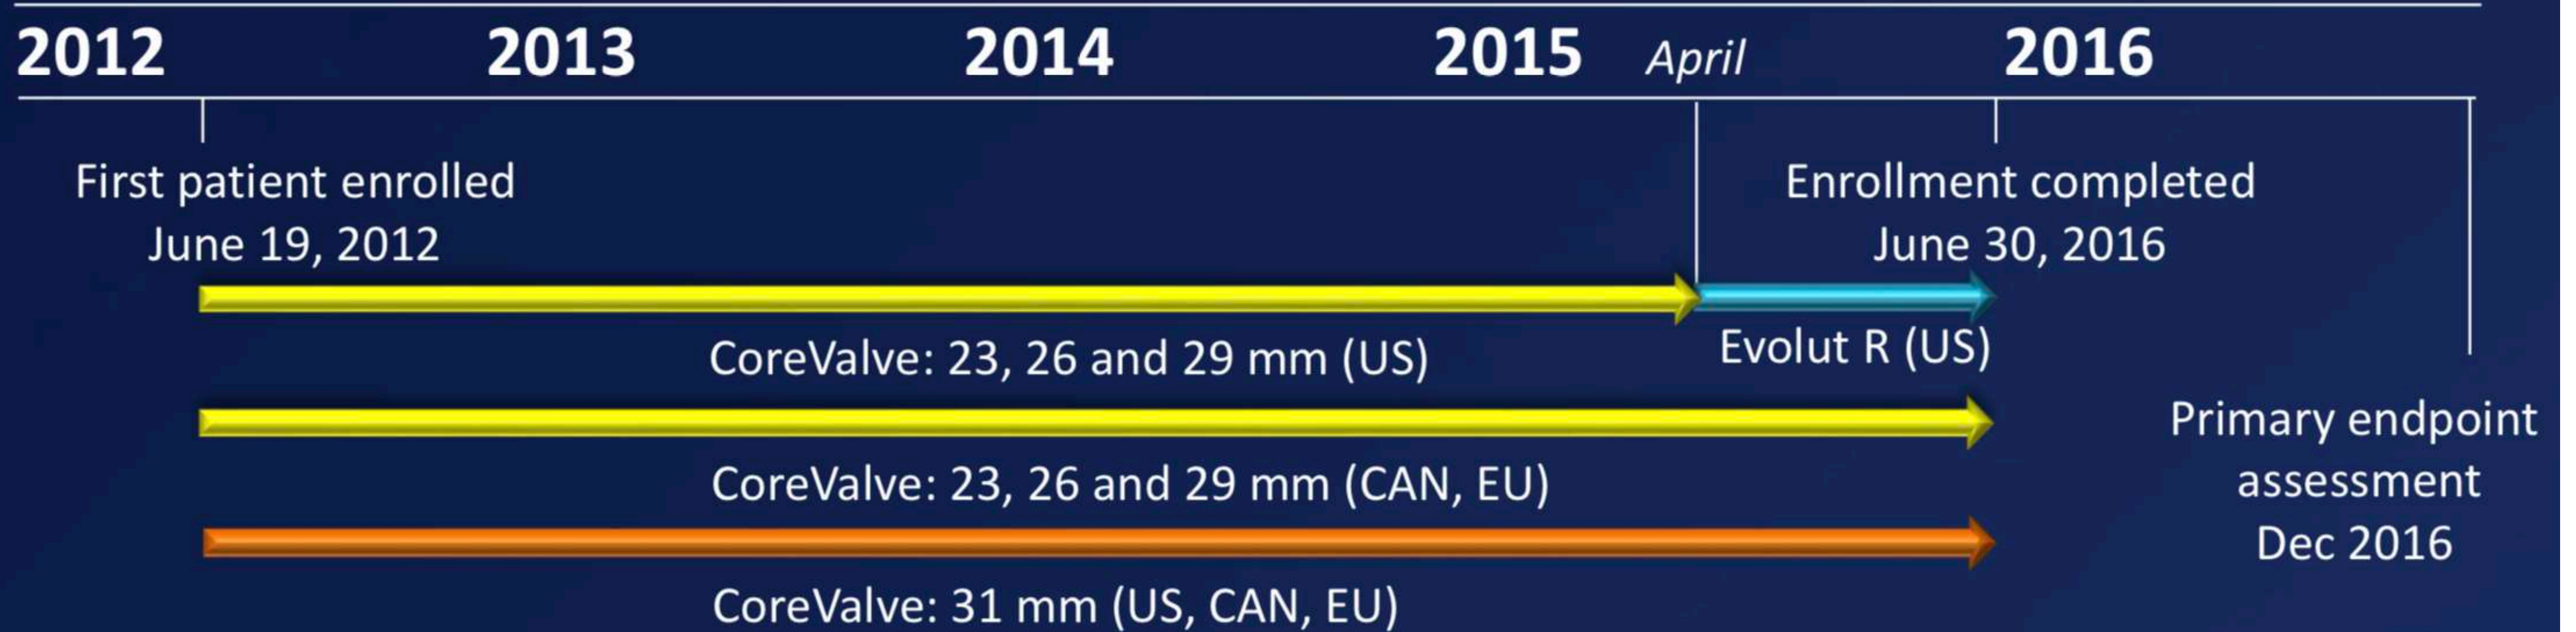 2012 2013 2014 2015 April 2016
First patient enrolled
June 19, 2012
Enrollment completed
June 30, 2016
CoreValve: 23, 26 and 29 mm (US)
Evolut R (US)
CoreValve: 23, 26 and 29 mm (CAN, EU)
Primary endpoint
assessment
Dec 2016
CoreValve: 31 mm (US, CAN, EU)